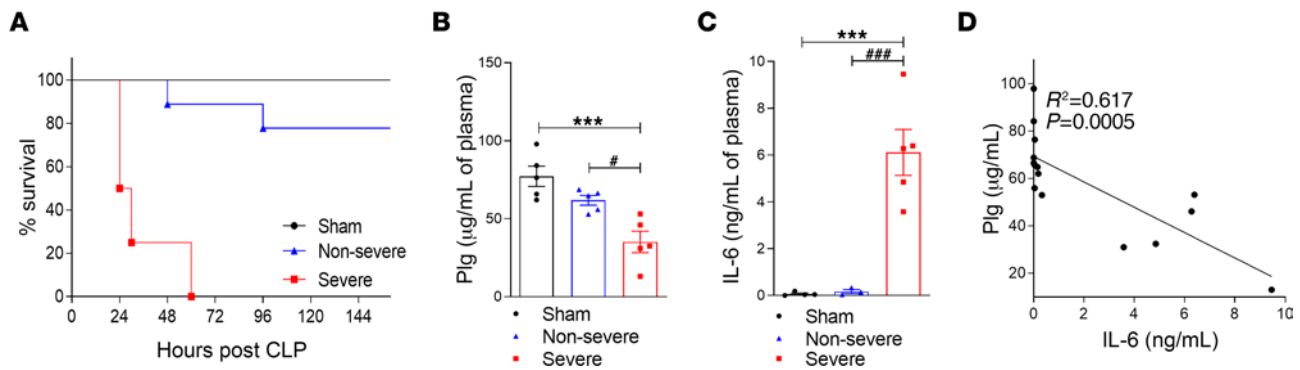 A
% survival
100
80
60
40
20
0
0 24 48 72 96 120 144
Hours post CLP
Sham
Non-severe
Severe
B
Plg (μg/mL of plasma)
150
100
50
0
***
#
Sham
Non-severe
Severe
C
IL-6 (ng/mL of plasma)
10
8
6
4
2
0
***
###
Sham
Non-severe
Severe
D
Plg (μg/mL)
100
80
60
40
20
R²=0.617
P=0.0005
0 2 4 6 8 10
IL-6 (ng/mL)